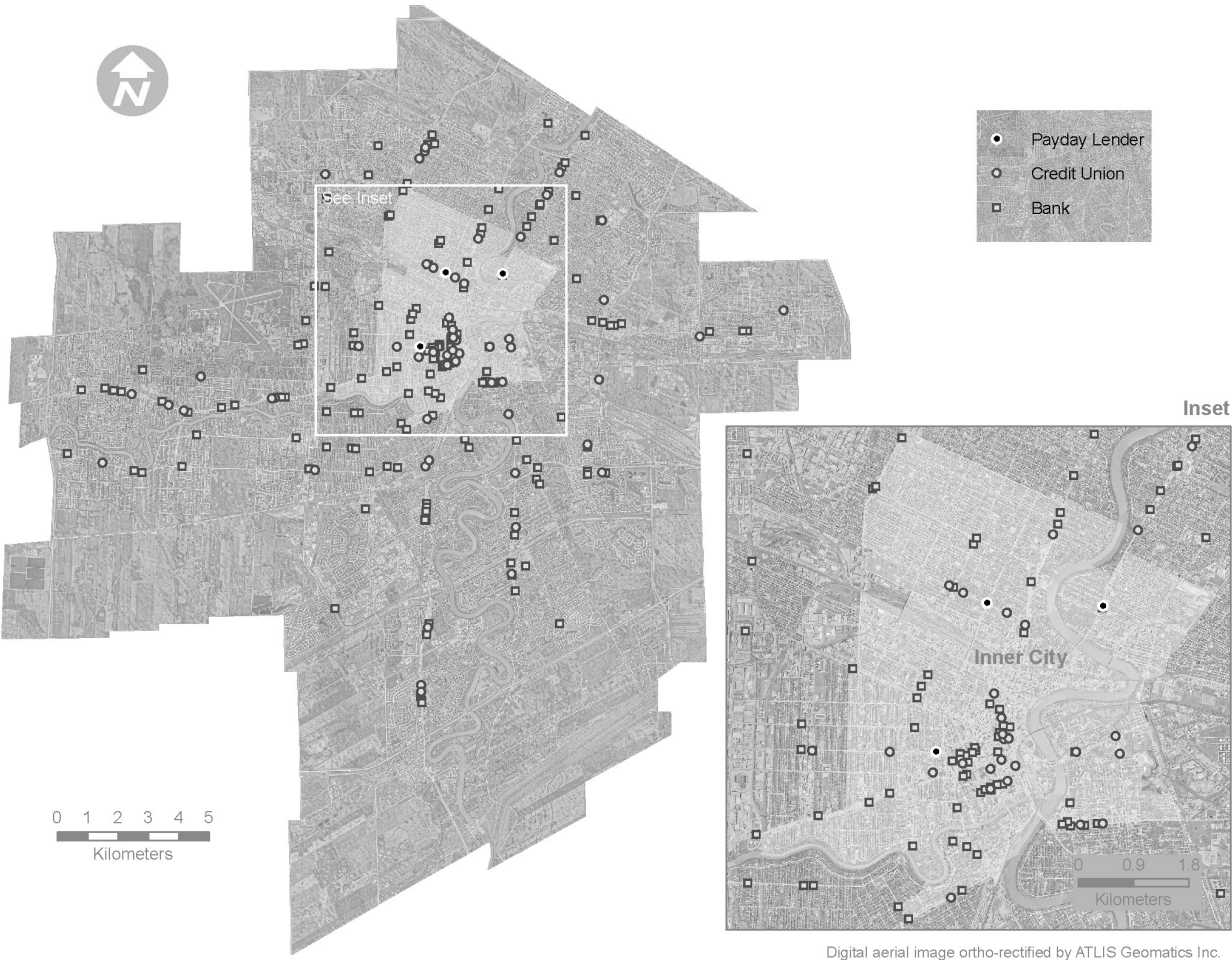 N
Payday Lender
Credit Union
Bank
See Inset
Inset
Inner City
0 1 2 3 4 5
Kilometers
0 0.9 1.8
Kilometers
Digital aerial image ortho-rectified by ATLIS Geomatics Inc.